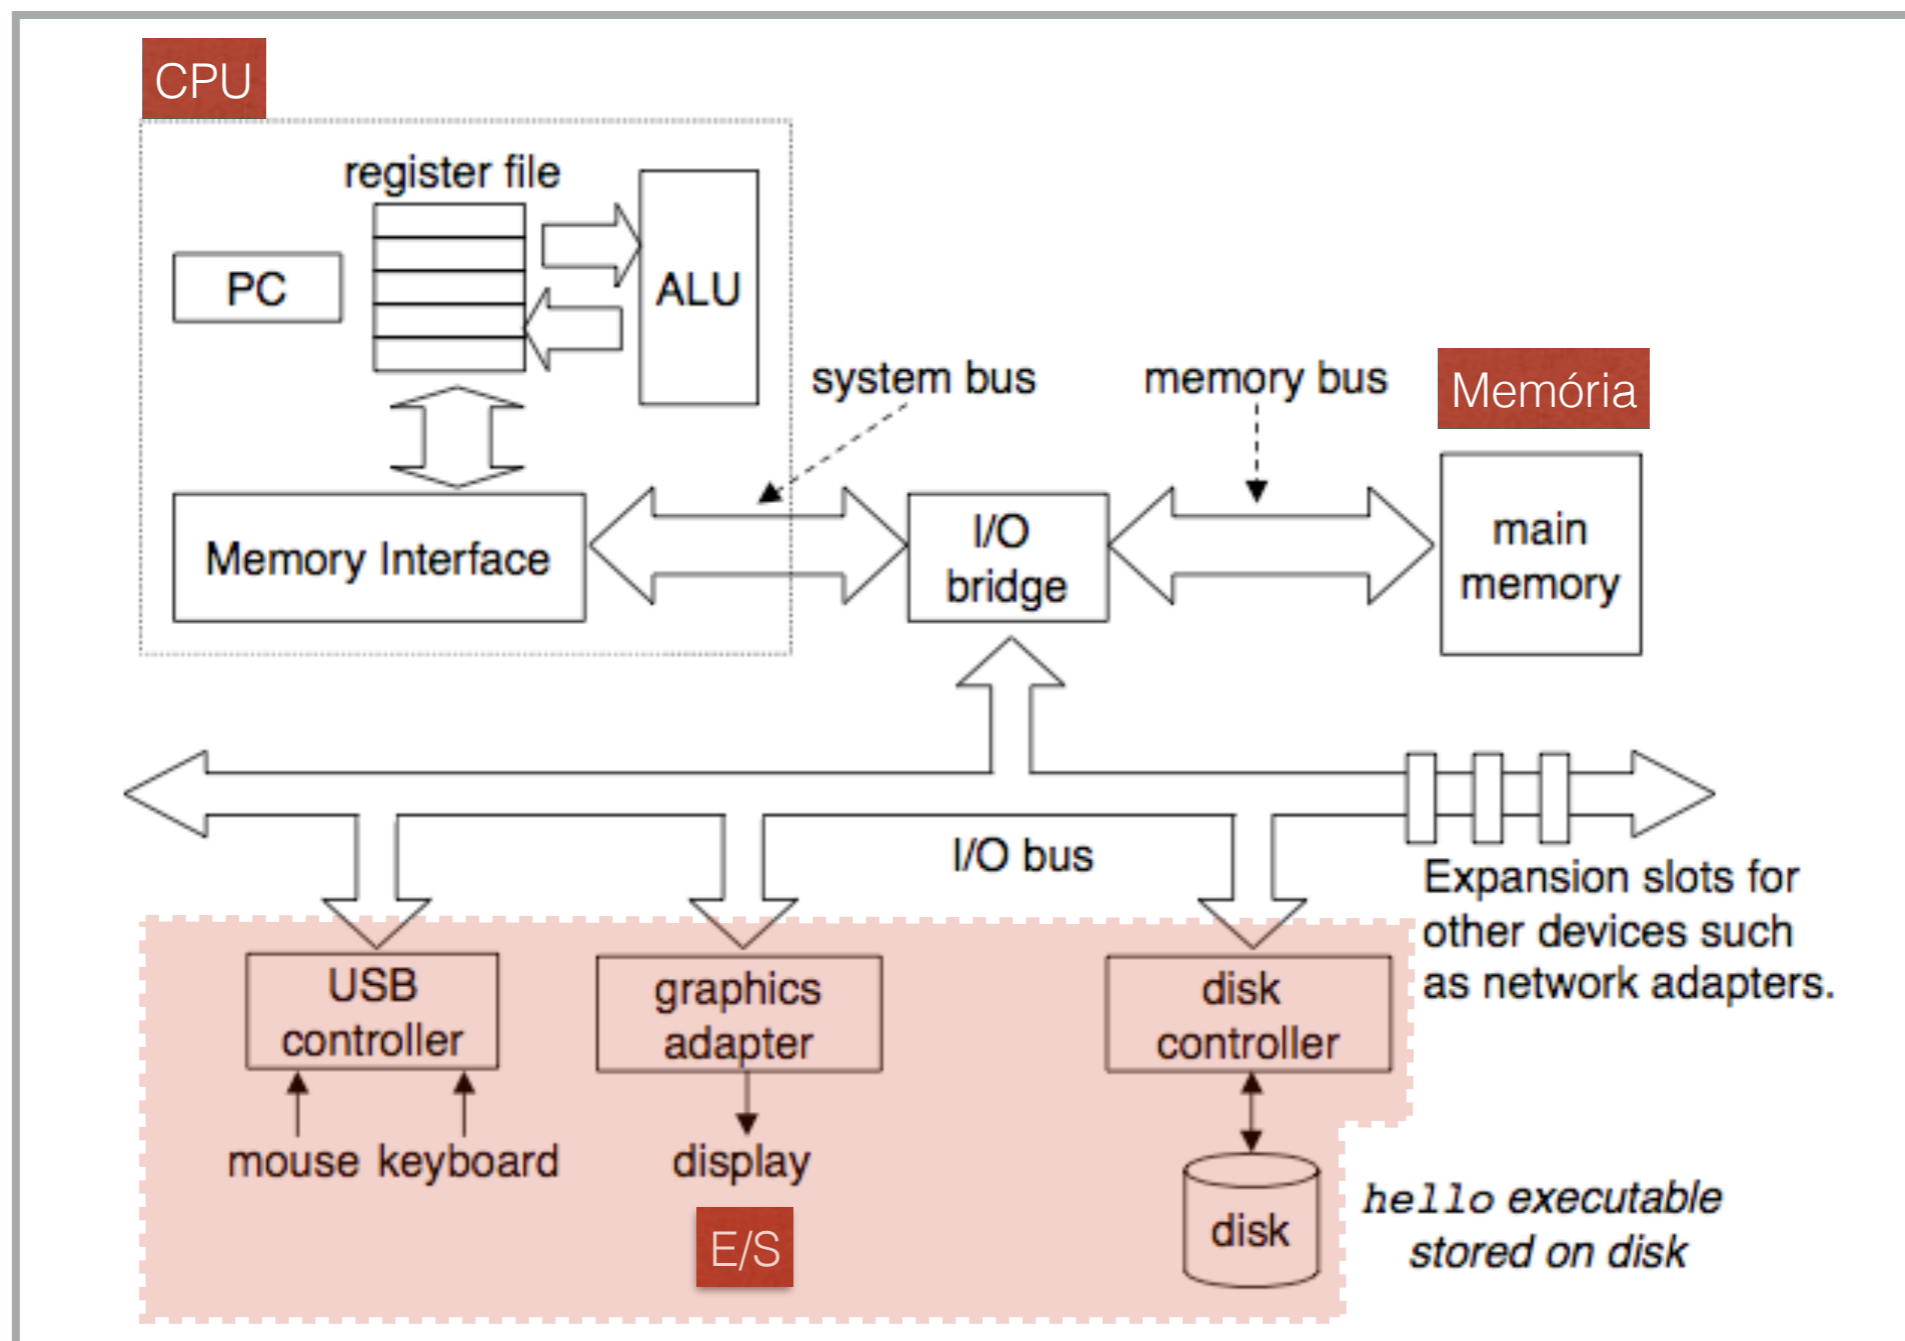 CPU
register file
PC
ALU
system bus
memory bus
Memória
Memory Interface
I/O
bridge
main
memory
I/O bus
Expansion slots for
other devices such
as network adapters.
USB
controller
graphics
adapter
disk
controller
mouse keyboard
display
disk
hello executable
stored on disk
E/S